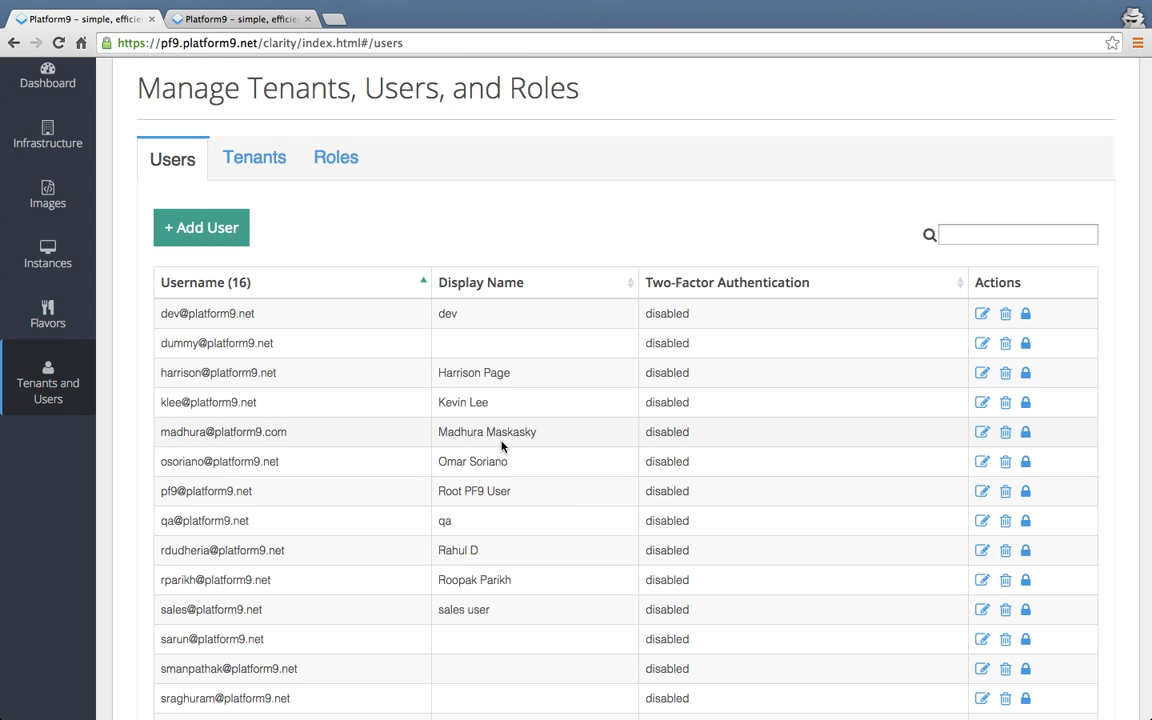 Platform9 – simple, efficie
Platform9 – simple, efficie
https://pf9.platform9.net/clarity/index.html#/users
Dashboard
Infrastructure
Images
Instances
Flavors
Tenants and
Users
Manage Tenants, Users, and Roles
Users Tenants Roles
+ Add User
Username (16) Display Name Two-Factor Authentication Actions
dev@platform9.net dev disabled
dummy@platform9.net disabled
harrison@platform9.net Harrison Page disabled
klee@platform9.net Kevin Lee disabled
madhura@platform9.com Madhura Maskasky disabled
osoriano@platform9.net Omar Soriano disabled
pf9@platform9.net Root PF9 User disabled
qa@platform9.net qa disabled
rdudheria@platform9.net Rahul D disabled
rparikh@platform9.net Roopak Parikh disabled
sales@platform9.net sales user disabled
sarun@platform9.net disabled
smanpathak@platform9.net disabled
sraghuram@platform9.net disabled